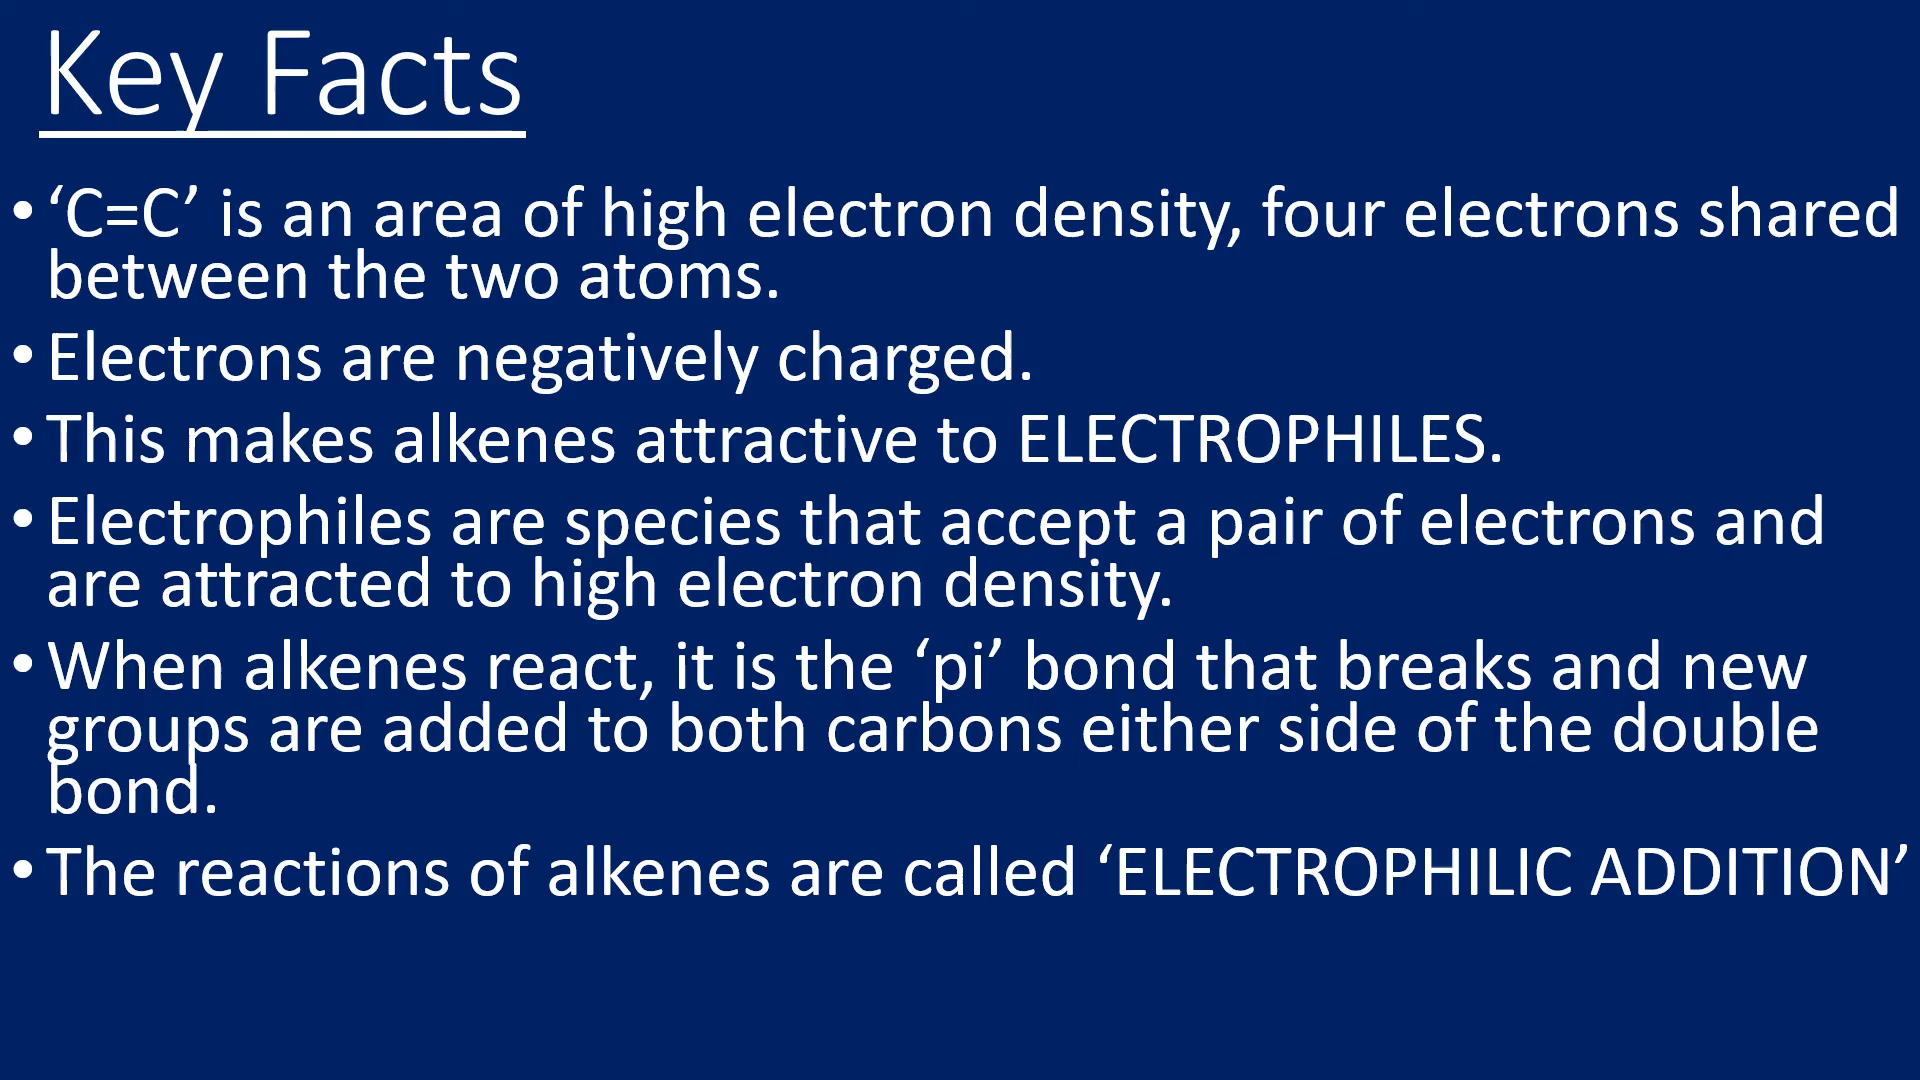 Key Facts
• ‘C=C’ is an area of high electron density, four electrons shared
between the two atoms.
• Electrons are negatively charged.
• This makes alkenes attractive to ELECTROPHILES.
• Electrophiles are species that accept a pair of electrons and
are attracted to high electron density.
• When alkenes react, it is the ‘pi’ bond that breaks and new
groups are added to both carbons either side of the double
bond.
• The reactions of alkenes are called ‘ELECTROPHILIC ADDITION’